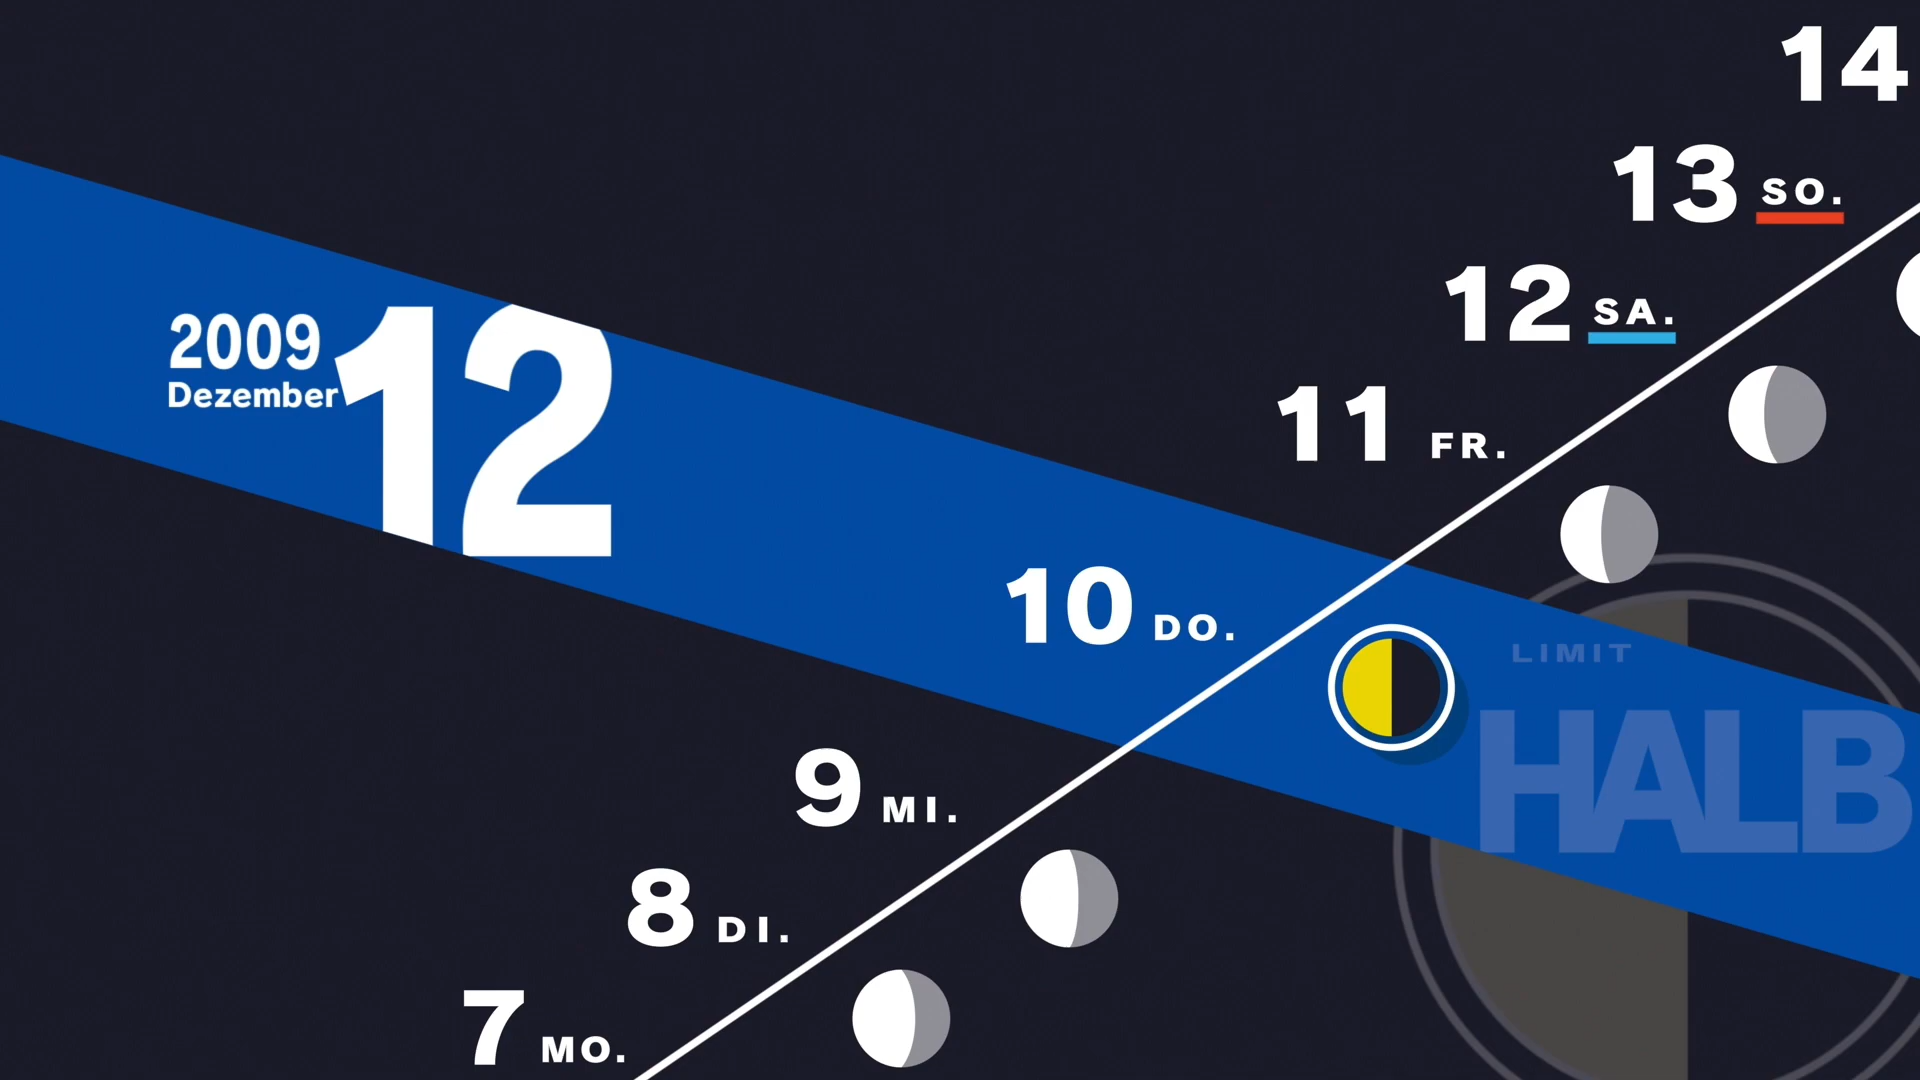 2009
Dezember
12
14
13 SO.
12 SA.
11 FR.
10 DO.
9 MI.
8 DI.
7 MO.
LIMIT
HALB